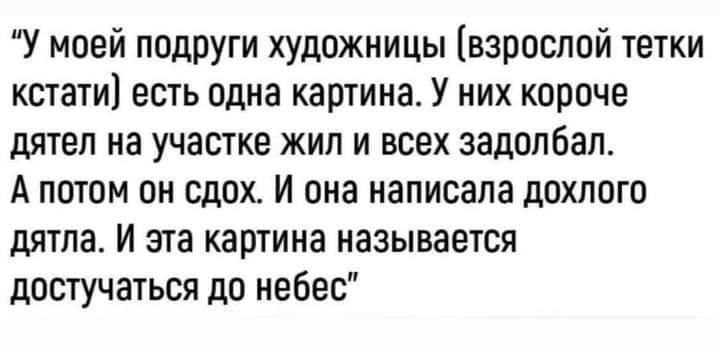 "У моей подруги художницы (взрослой тетки
кстати) есть одна картина. У них короче
дятел на участке жил и всех задолбал.
А потом он сдох. И она написала дохлого
дятла. И эта картина называется
достучаться до небес"